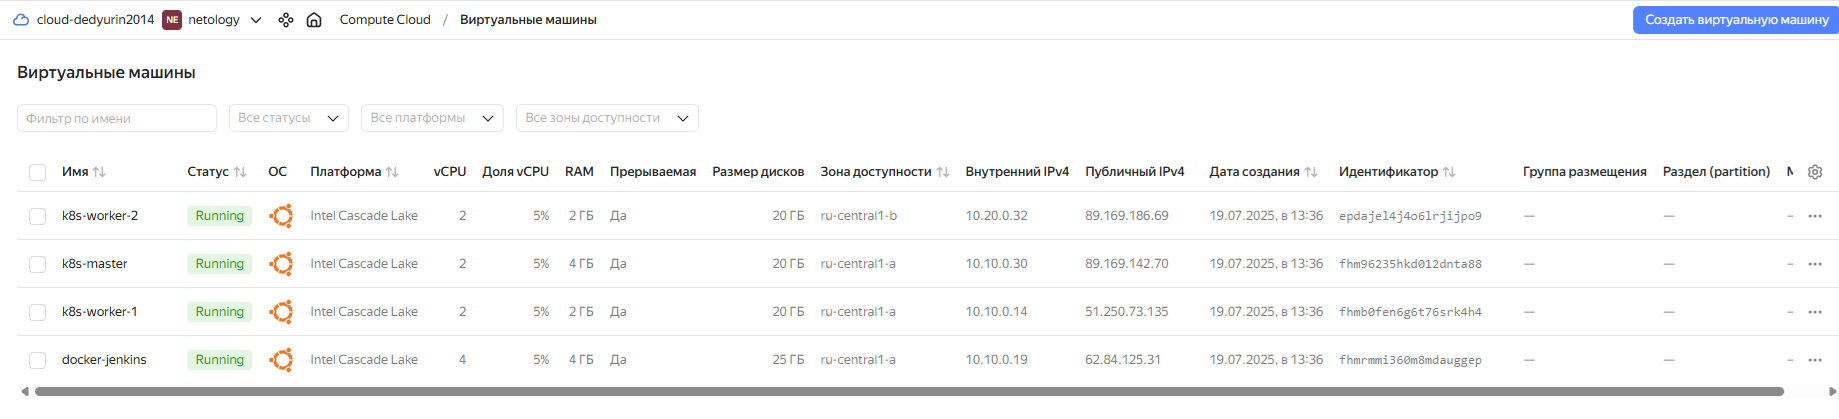 cloud-dedyurin2014 NE netology Compute Cloud / Виртуальные машины Создать виртуальную машину
Виртуальные машины
Фильтр по имени Все статусы Все платформы Все зоны доступности
Имя Статус ОС Платформа vCPU Доля vCPU RAM Прерываемая Размер дисков Зона доступности Внутренний IPv4 Публичный IPv4 Дата создания Идентификатор Группа размещения Раздел (partition)
k8s-worker-2 Running Intel Cascade Lake 2 5% 2 ГБ Да 20 ГБ ru-central1-b 10.20.0.32 89.169.186.69 19.07.2025, в 13:36 epdajel4j4o6lrjijpo9 — — –
k8s-master Running Intel Cascade Lake 2 5% 4 ГБ Да 20 ГБ ru-central1-a 10.10.0.30 89.169.142.70 19.07.2025, в 13:36 fhm96235hkd012dnta88 — — –
k8s-worker-1 Running Intel Cascade Lake 2 5% 2 ГБ Да 20 ГБ ru-central1-a 10.10.0.14 51.250.73.135 19.07.2025, в 13:36 fhmb0fen6g6t76srk4h4 — — –
docker-jenkins Running Intel Cascade Lake 4 5% 4 ГБ Да 25 ГБ ru-central1-a 10.10.0.19 62.84.125.31 19.07.2025, в 13:36 fhmrmmi360m8mdauggep — — –